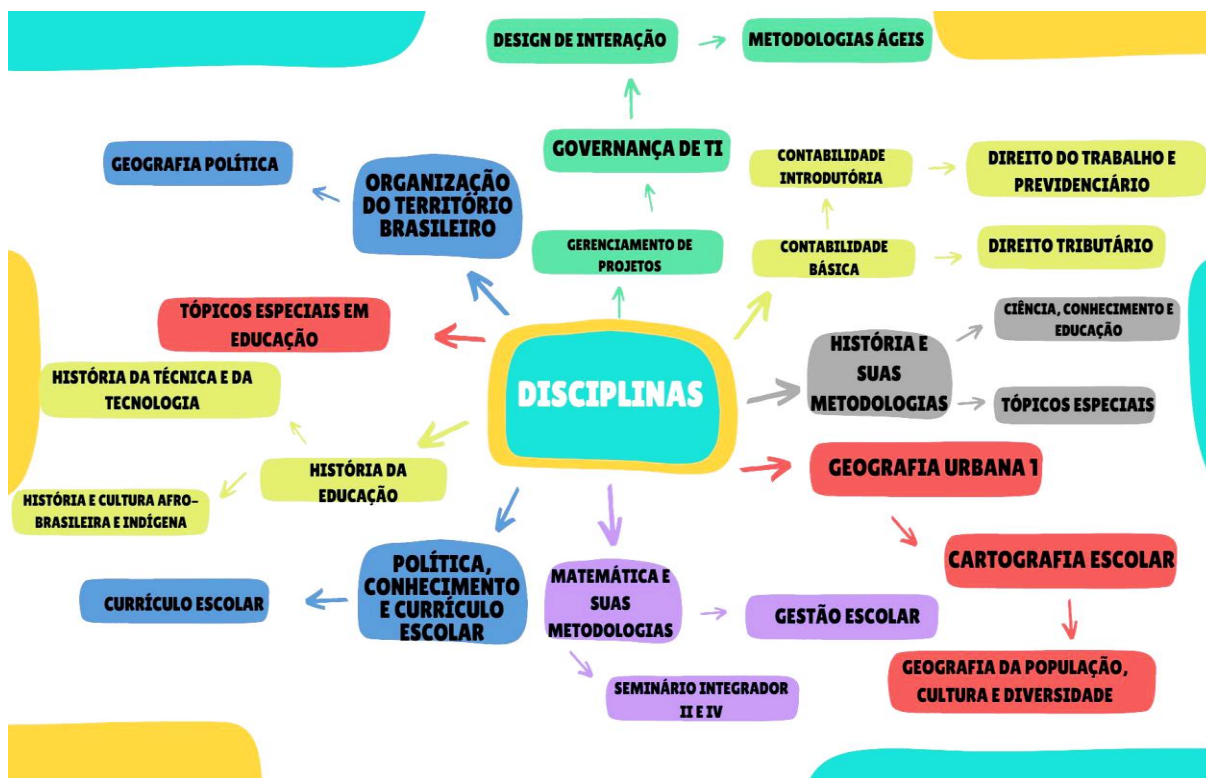 DESIGN DE INTERAÇÃO
METODOLOGIAS ÁGEIS
GOVERNANÇA DE TI
CONTABILIDADE
INTRODUTÓRIA
DIREITO DO TRABALHO E
PREVIDENCIÁRIO
GEOGRAFIA POLÍTICA
ORGANIZAÇÃO
DO TERRITÓRIO
BRASILEIRO
GERENCIAMENTO DE
PROJETOS
CONTABILIDADE
BÁSICA
DIREITO TRIBUTÁRIO
TÓPICOS ESPECIAIS EM
EDUCAÇÃO
CIÊNCIA, CONHECIMENTO E
EDUCAÇÃO
HISTÓRIA E
SUAS
METODOLOGIAS
DISCIPLINAS
HISTÓRIA DA TÉCNICA E DA
TECNOLOGIA
TÓPICOS ESPECIAIS
HISTÓRIA DA
EDUCAÇÃO
GEOGRAFIA URBANA 1
HISTÓRIA E CULTURA AFRO-
BRASILEIRA E INDÍGENA
POLÍTICA,
CONHECIMENTO
E CURRÍCULO
ESCOLAR
MATEMÁTICA E
SUAS
METODOLOGIAS
CARTOGRAFIA ESCOLAR
CURRÍCULO ESCOLAR
GESTÃO ESCOLAR
SEMINÁRIO INTEGRADOR
II E IV
GEOGRAFIA DA POPULAÇÃO,
CULTURA E DIVERSIDADE